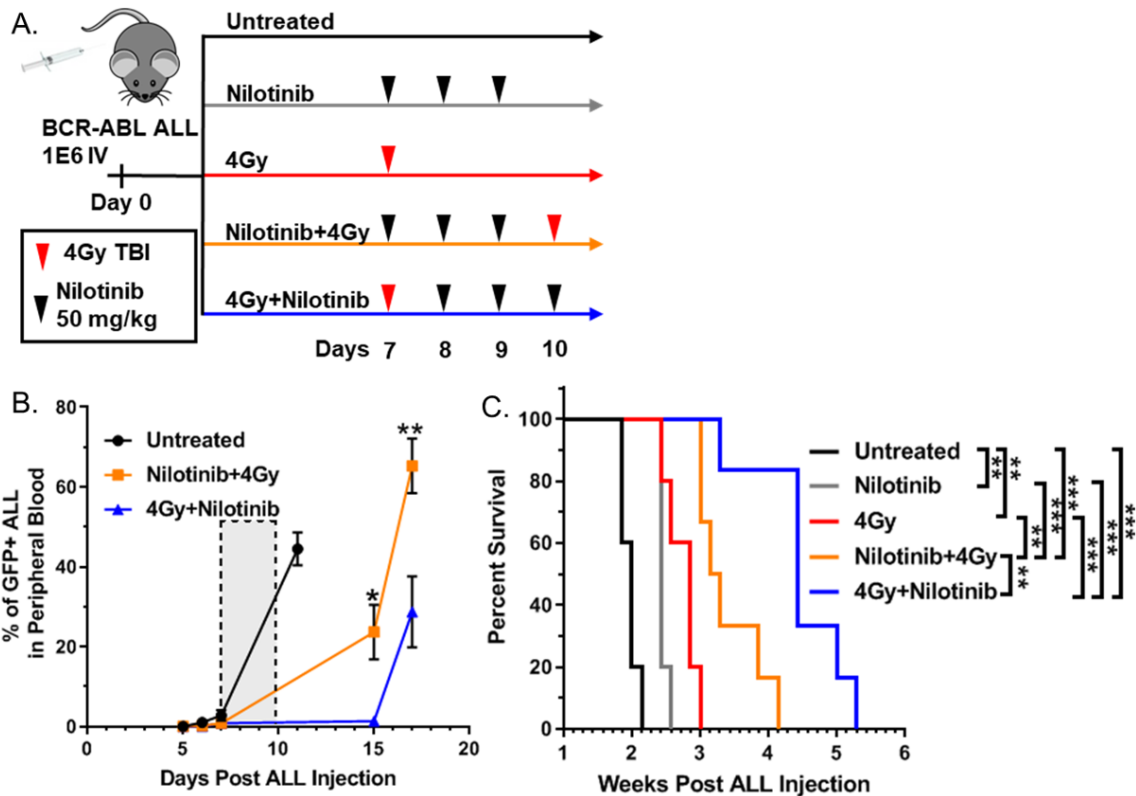 A.
Untreated
Nilotinib
BCR-ABL ALL
1E6 IV
4Gy
Day 0
Nilotinib+4Gy
4Gy TBI
Nilotinib
50 mg/kg
4Gy+Nilotinib
Days 7 8 9 10
B.
80
60
40
20
0
% of GFP+ ALL
in Peripheral Blood
Untreated
Nilotinib+4Gy
4Gy+Nilotinib
*
**
0 5 10 15 20
Days Post ALL Injection
C.
100
80
60
40
20
0
Percent Survival
Untreated
Nilotinib
4Gy
Nilotinib+4Gy
4Gy+Nilotinib
**
**
**
**
***
***
***
***
***
1 2 3 4 5 6
Weeks Post ALL Injection